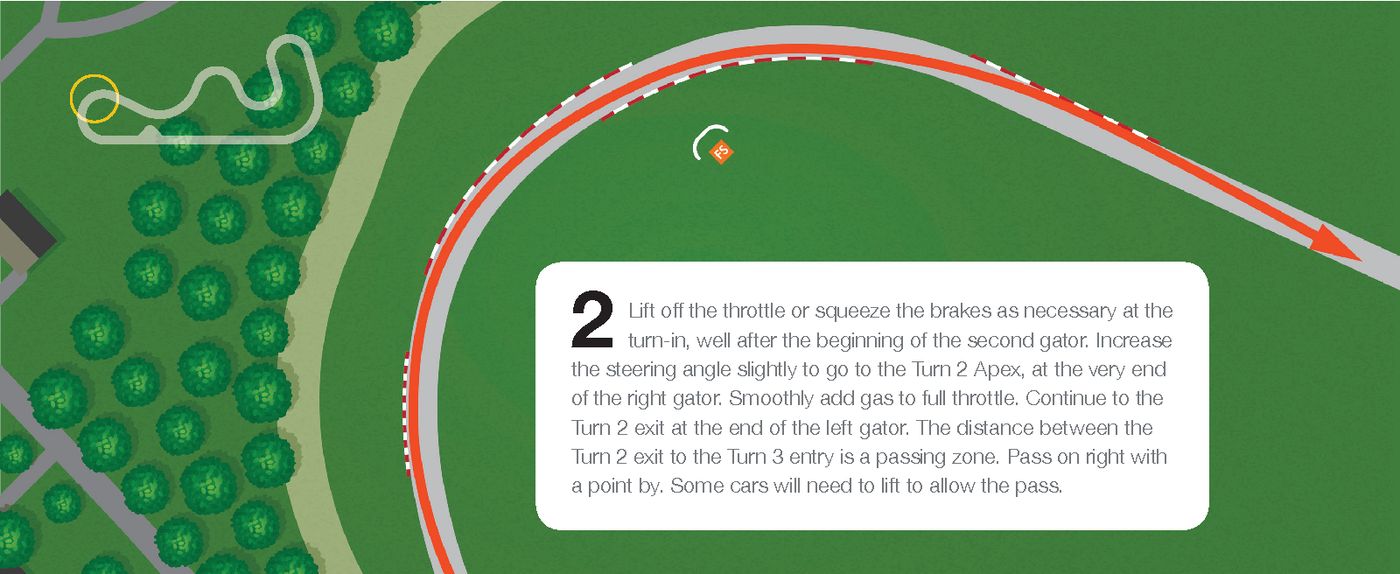 FS
2 Lift off the throttle or squeeze the brakes as necessary at the
turn-in, well after the beginning of the second gator. Increase
the steering angle slightly to go to the Turn 2 Apex, at the very end
of the right gator. Smoothly add gas to full throttle. Continue to the
Turn 2 exit at the end of the left gator. The distance between the
Turn 2 exit to the Turn 3 entry is a passing zone. Pass on right with
a point by. Some cars will need to lift to allow the pass.